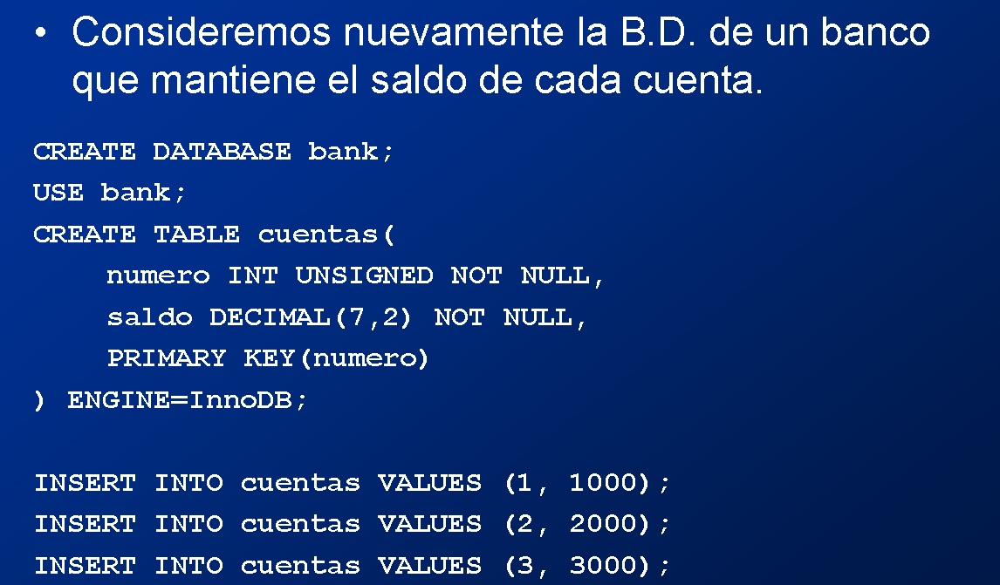 • Consideremos nuevamente la B.D. de un banco
que mantiene el saldo de cada cuenta.
CREATE DATABASE bank;
USE bank;
CREATE TABLE cuentas(
numero INT UNSIGNED NOT NULL,
saldo DECIMAL(7,2) NOT NULL,
PRIMARY KEY(numero)
) ENGINE=InnoDB;
INSERT INTO cuentas VALUES (1, 1000);
INSERT INTO cuentas VALUES (2, 2000);
INSERT INTO cuentas VALUES (3, 3000);